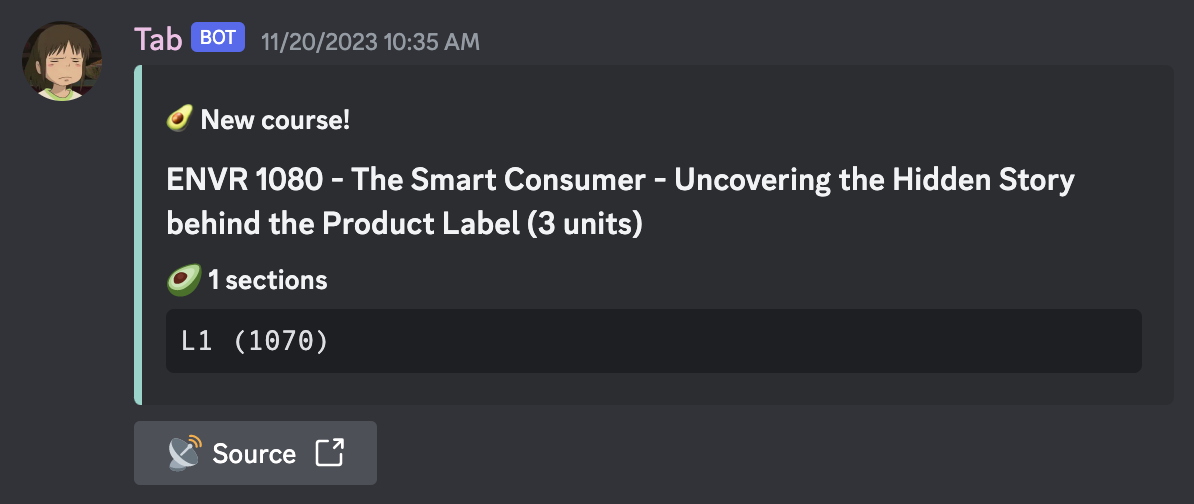 Tab BOT 11/20/2023 10:35 AM
🥑 New course!
ENVR 1080 - The Smart Consumer - Uncovering the Hidden Story
behind the Product Label (3 units)
🥑 1 sections
L1 (1070)
📡 Source